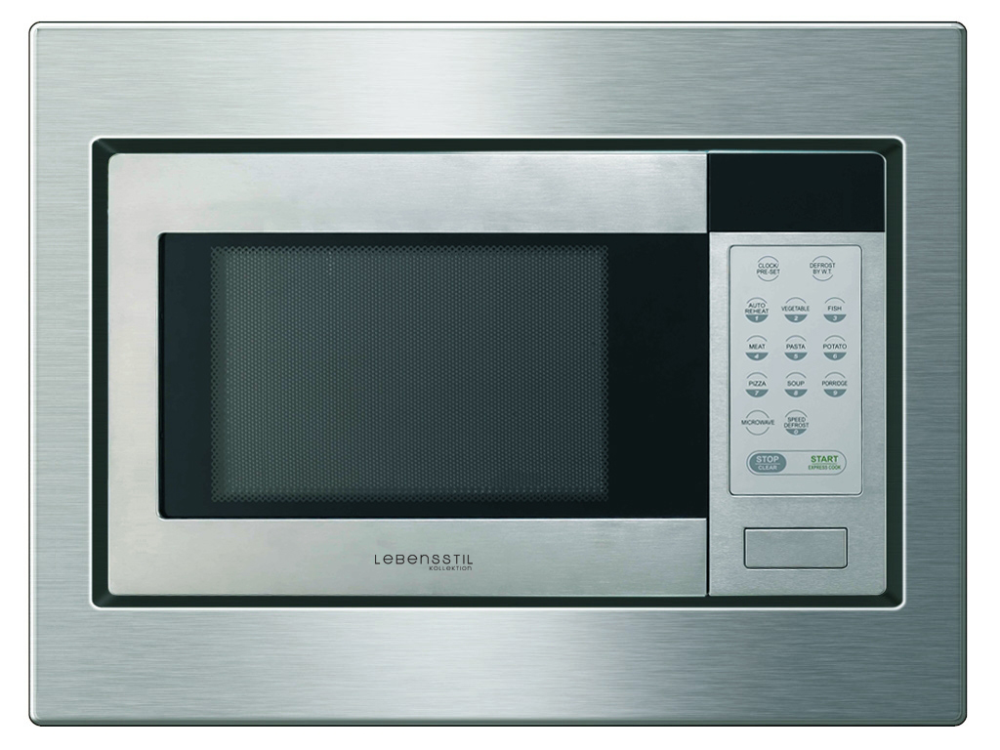 CLOCK/
PRE-SET
DEFROST
BY W.T.
AUTO
REHEAT
1
VEGETABLE
2
FISH
3
MEAT
4
PASTA
5
POTATO
6
PIZZA
7
SOUP
8
PORRIDGE
9
MICROWAVE
SPEED
DEFROST
0
STOP
CLEAR
START
EXPRESS COOK
LEBENSSTIL
KOLLEKTION